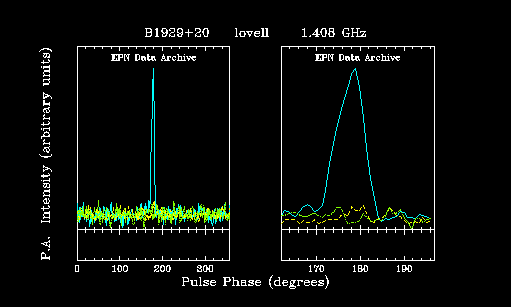 B1929+20 lovell 1.408 GHz
EPN Data Archive
EPN Data Archive
P.A. Intensity (arbitrary units)
0 100 200 300
170 180 190
Pulse Phase (degrees)